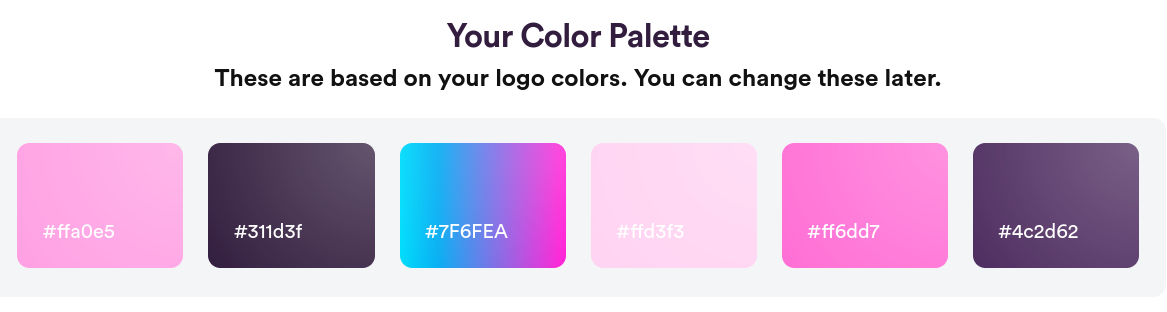 Your Color Palette
These are based on your logo colors. You can change these later.
#ffa0e5 #311d3f #7F6FEA #ffd3f3 #ff6dd7 #4c2d62